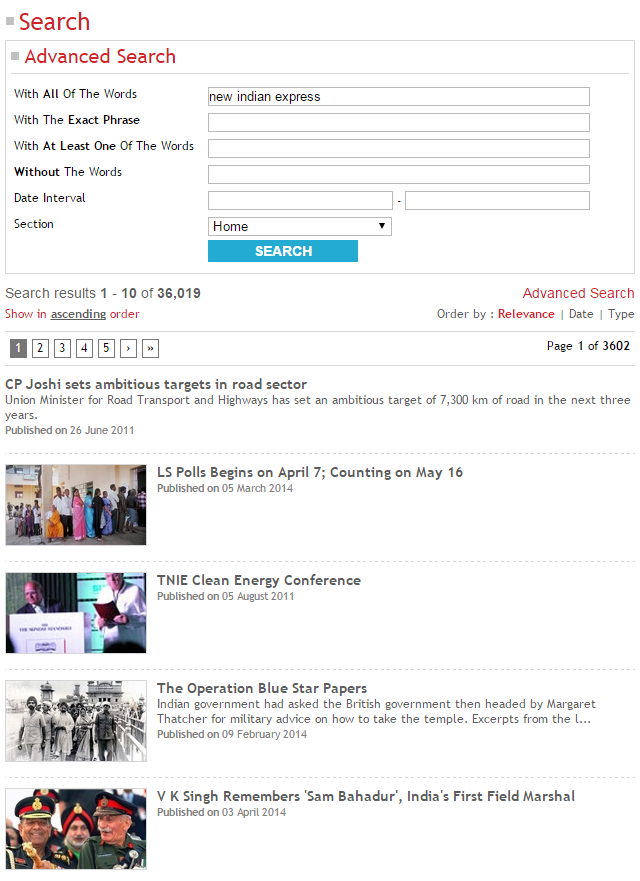 Search
Advanced Search
With All Of The Words
new indian express
With The Exact Phrase
With At Least One Of The Words
Without The Words
Date Interval
-
Section
Home
SEARCH
Search results 1 - 10 of 36,019
Advanced Search
Show in ascending order
Order by : Relevance | Date | Type
1 2 3 4 5 › »
Page 1 of 3602
CP Joshi sets ambitious targets in road sector
Union Minister for Road Transport and Highways has set an ambitious target of 7,300 km of road in the next three
years.
Published on 26 June 2011
LS Polls Begins on April 7; Counting on May 16
Published on 05 March 2014
TNIE Clean Energy Conference
Published on 05 August 2011
THE SUNDAY STANDARD
The Operation Blue Star Papers
Indian government had asked the British government then headed by Margaret
Thatcher for military advice on how to take the temple. Excerpts from the l...
Published on 09 February 2014
V K Singh Remembers 'Sam Bahadur', India's First Field Marshal
Published on 03 April 2014